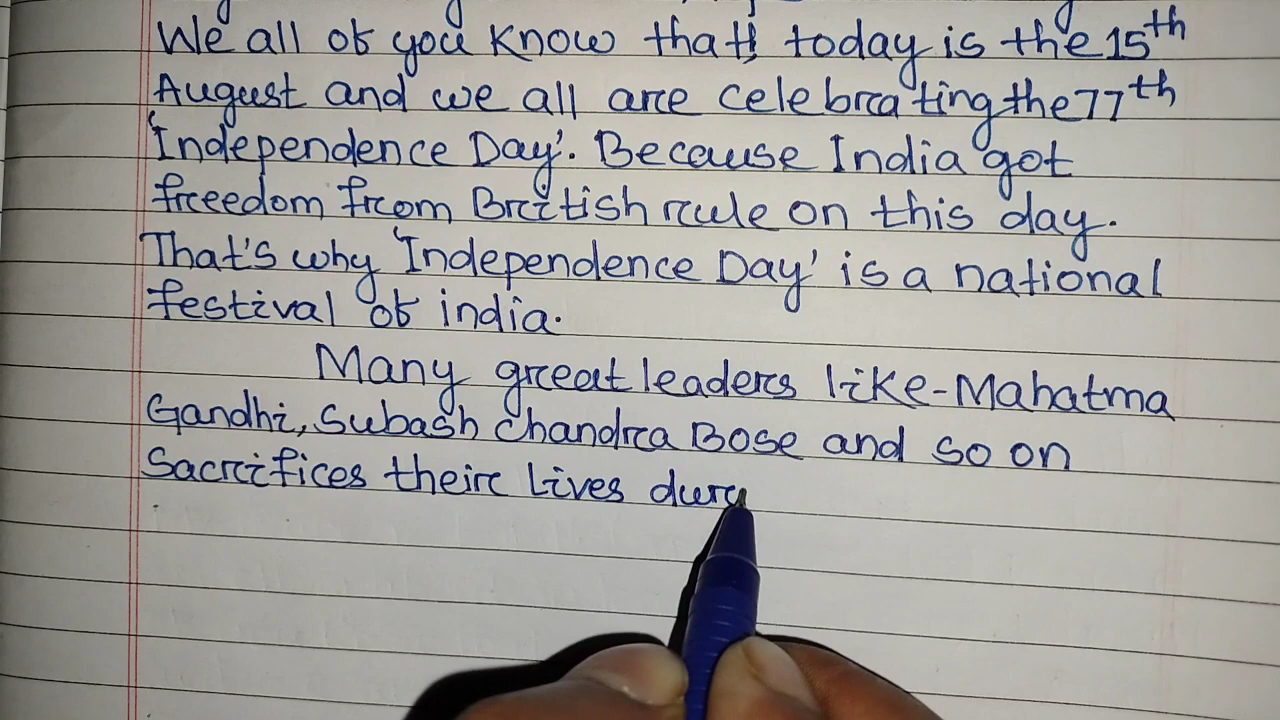 We all of you know that, today is the 15th
August and we all are celebrating the 77th
'Independence Day'. Because India got
freedom from British rule on this day.
That's why 'Independence Day' is a national
festival of india.
Many great leaders like-Mahatma
Gandhi, Subash Chandra Bose and so on
Sacrifices their lives